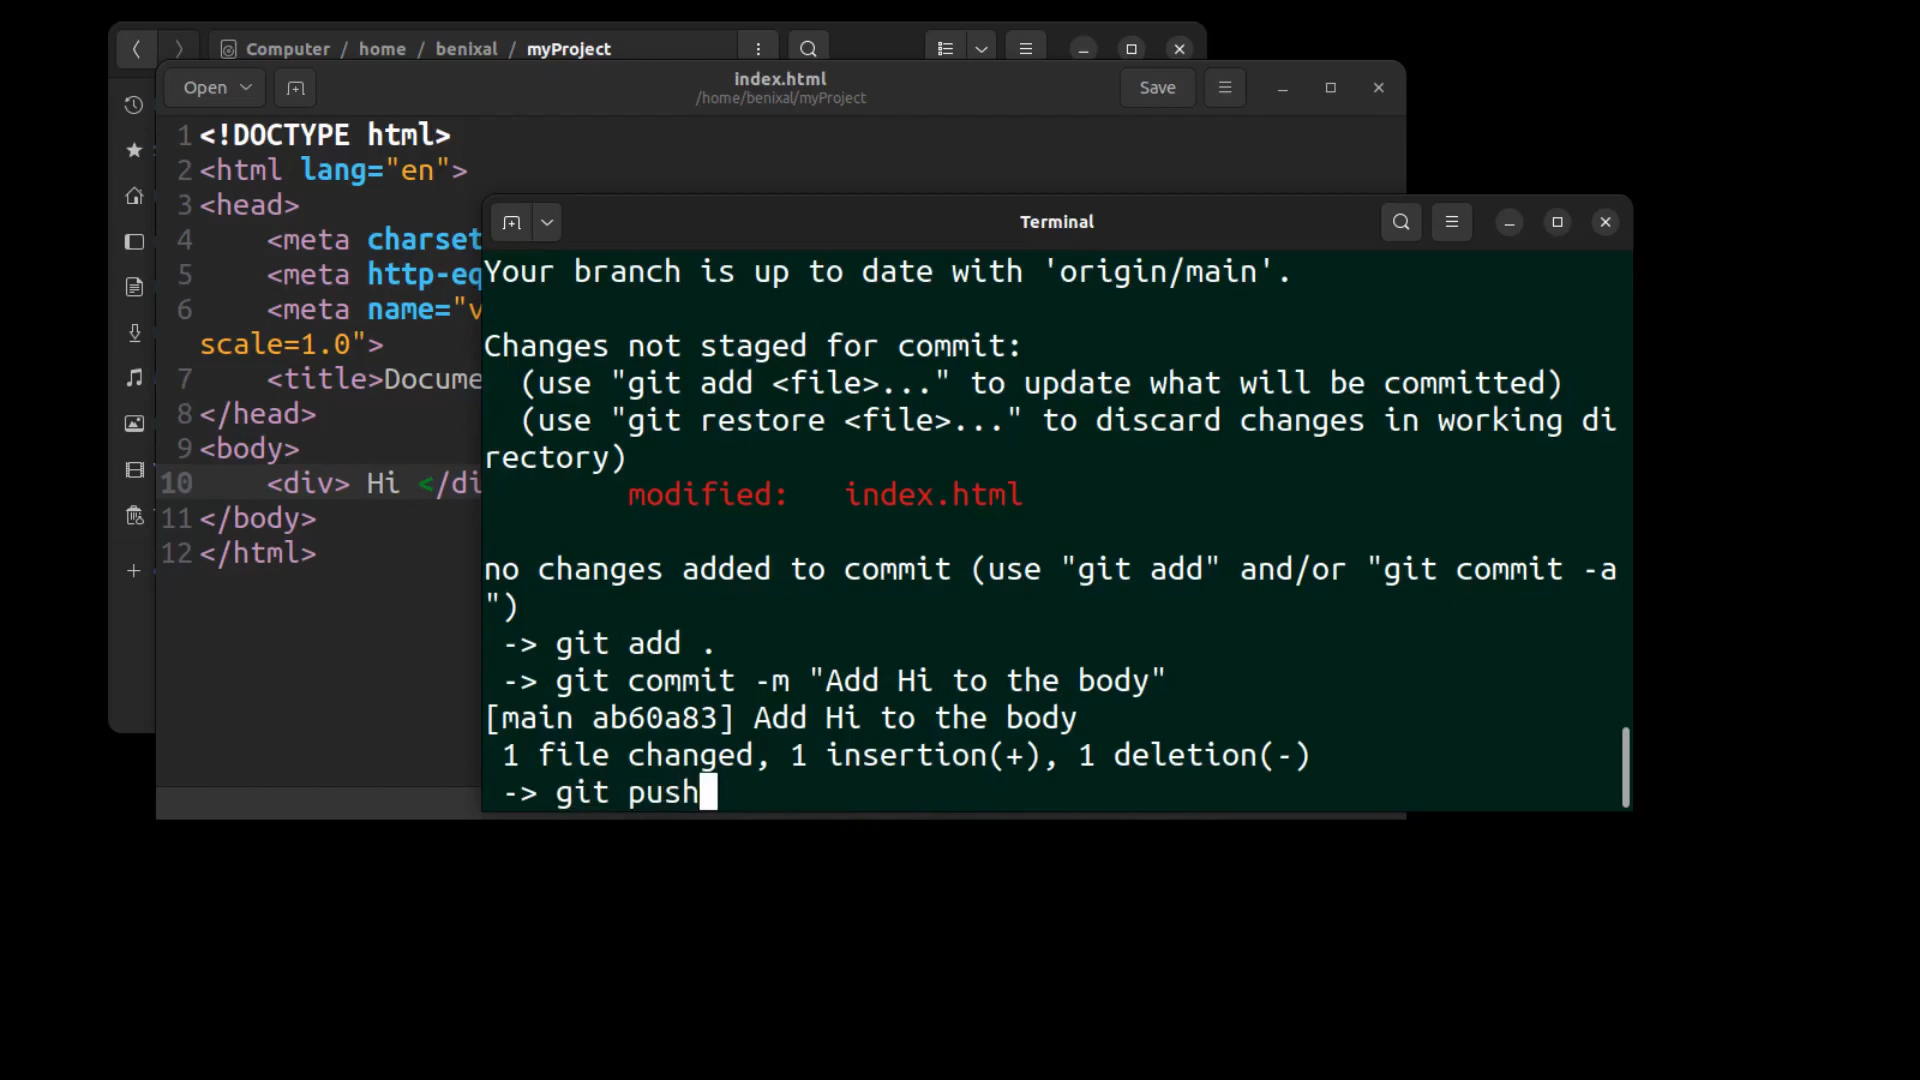 Computer / home / benixal / myProject
Open
index.html
/home/benixal/myProject
Save
1 <!DOCTYPE html>
2 <html lang="en">
3 <head>
4     <meta charset
5     <meta http-eq
6     <meta name="v
scale=1.0">
7     <title>Docume
8 </head>
9 <body>
10     <div> Hi </di
11 </body>
12 </html>
Terminal
Your branch is up to date with 'origin/main'.
Changes not staged for commit:
  (use "git add <file>..." to update what will be committed)
  (use "git restore <file>..." to discard changes in working di
rectory)
        modified:   index.html
no changes added to commit (use "git add" and/or "git commit -a
")
 -> git add .
 -> git commit -m "Add Hi to the body"
[main ab60a83] Add Hi to the body
 1 file changed, 1 insertion(+), 1 deletion(-)
 -> git push